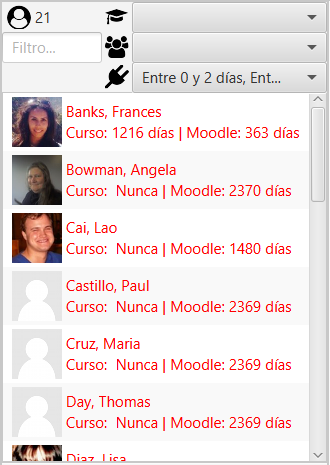 21
Filtro...
Entre 0 y 2 días, Ent...
Banks, Frances
Curso: 1216 días | Moodle: 363 días
Bowman, Angela
Curso: Nunca | Moodle: 2370 días
Cai, Lao
Curso: Nunca | Moodle: 1480 días
Castillo, Paul
Curso: Nunca | Moodle: 2369 días
Cruz, Maria
Curso: Nunca | Moodle: 2369 días
Day, Thomas
Curso: Nunca | Moodle: 2369 días
Diaz, Lisa